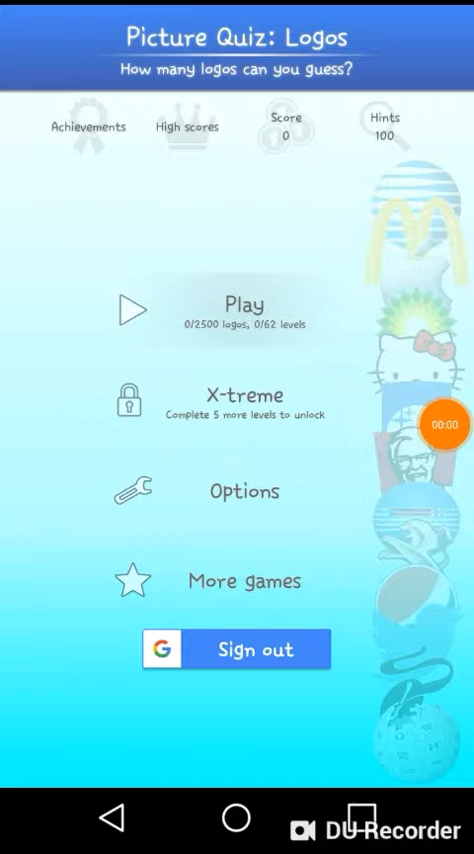 Picture Quiz: Logos
How many logos can you guess?
Achievements
High scores
Score
0
Hints
100
Play
0/2500 logos, 0/62 levels
X-treme
Complete 5 more levels to unlock
00:00
Options
More games
G
Sign out
DU Recorder